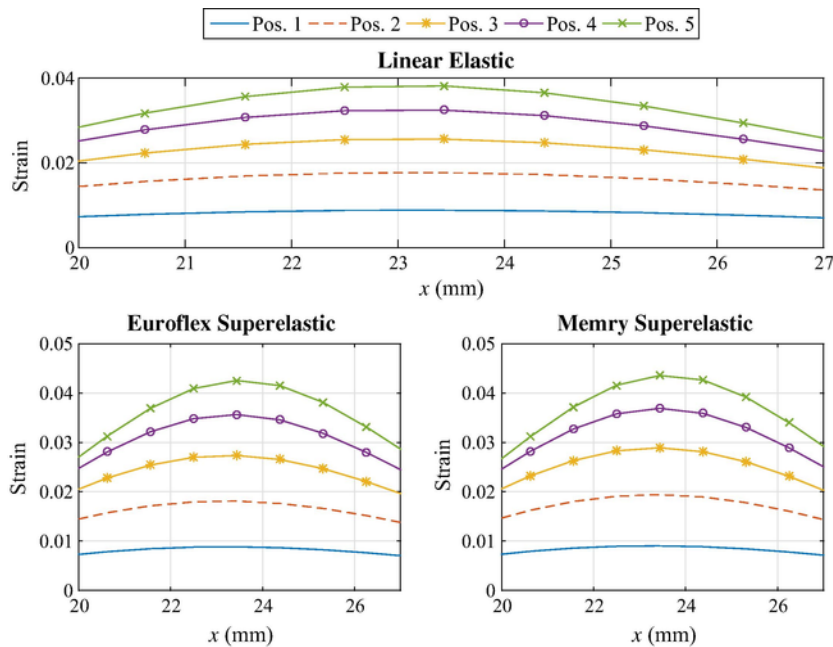 Pos. 1 Pos. 2 Pos. 3 Pos. 4 Pos. 5
Linear Elastic
0.04
0.02
0
Strain
20 21 22 23 24 25 26 27
x (mm)
Euroflex Superelastic
0.05
0.04
0.03
0.02
0.01
0
Strain
20 22 24 26
x (mm)
Memry Superelastic
0.05
0.04
0.03
0.02
0.01
0
Strain
20 22 24 26
x (mm)